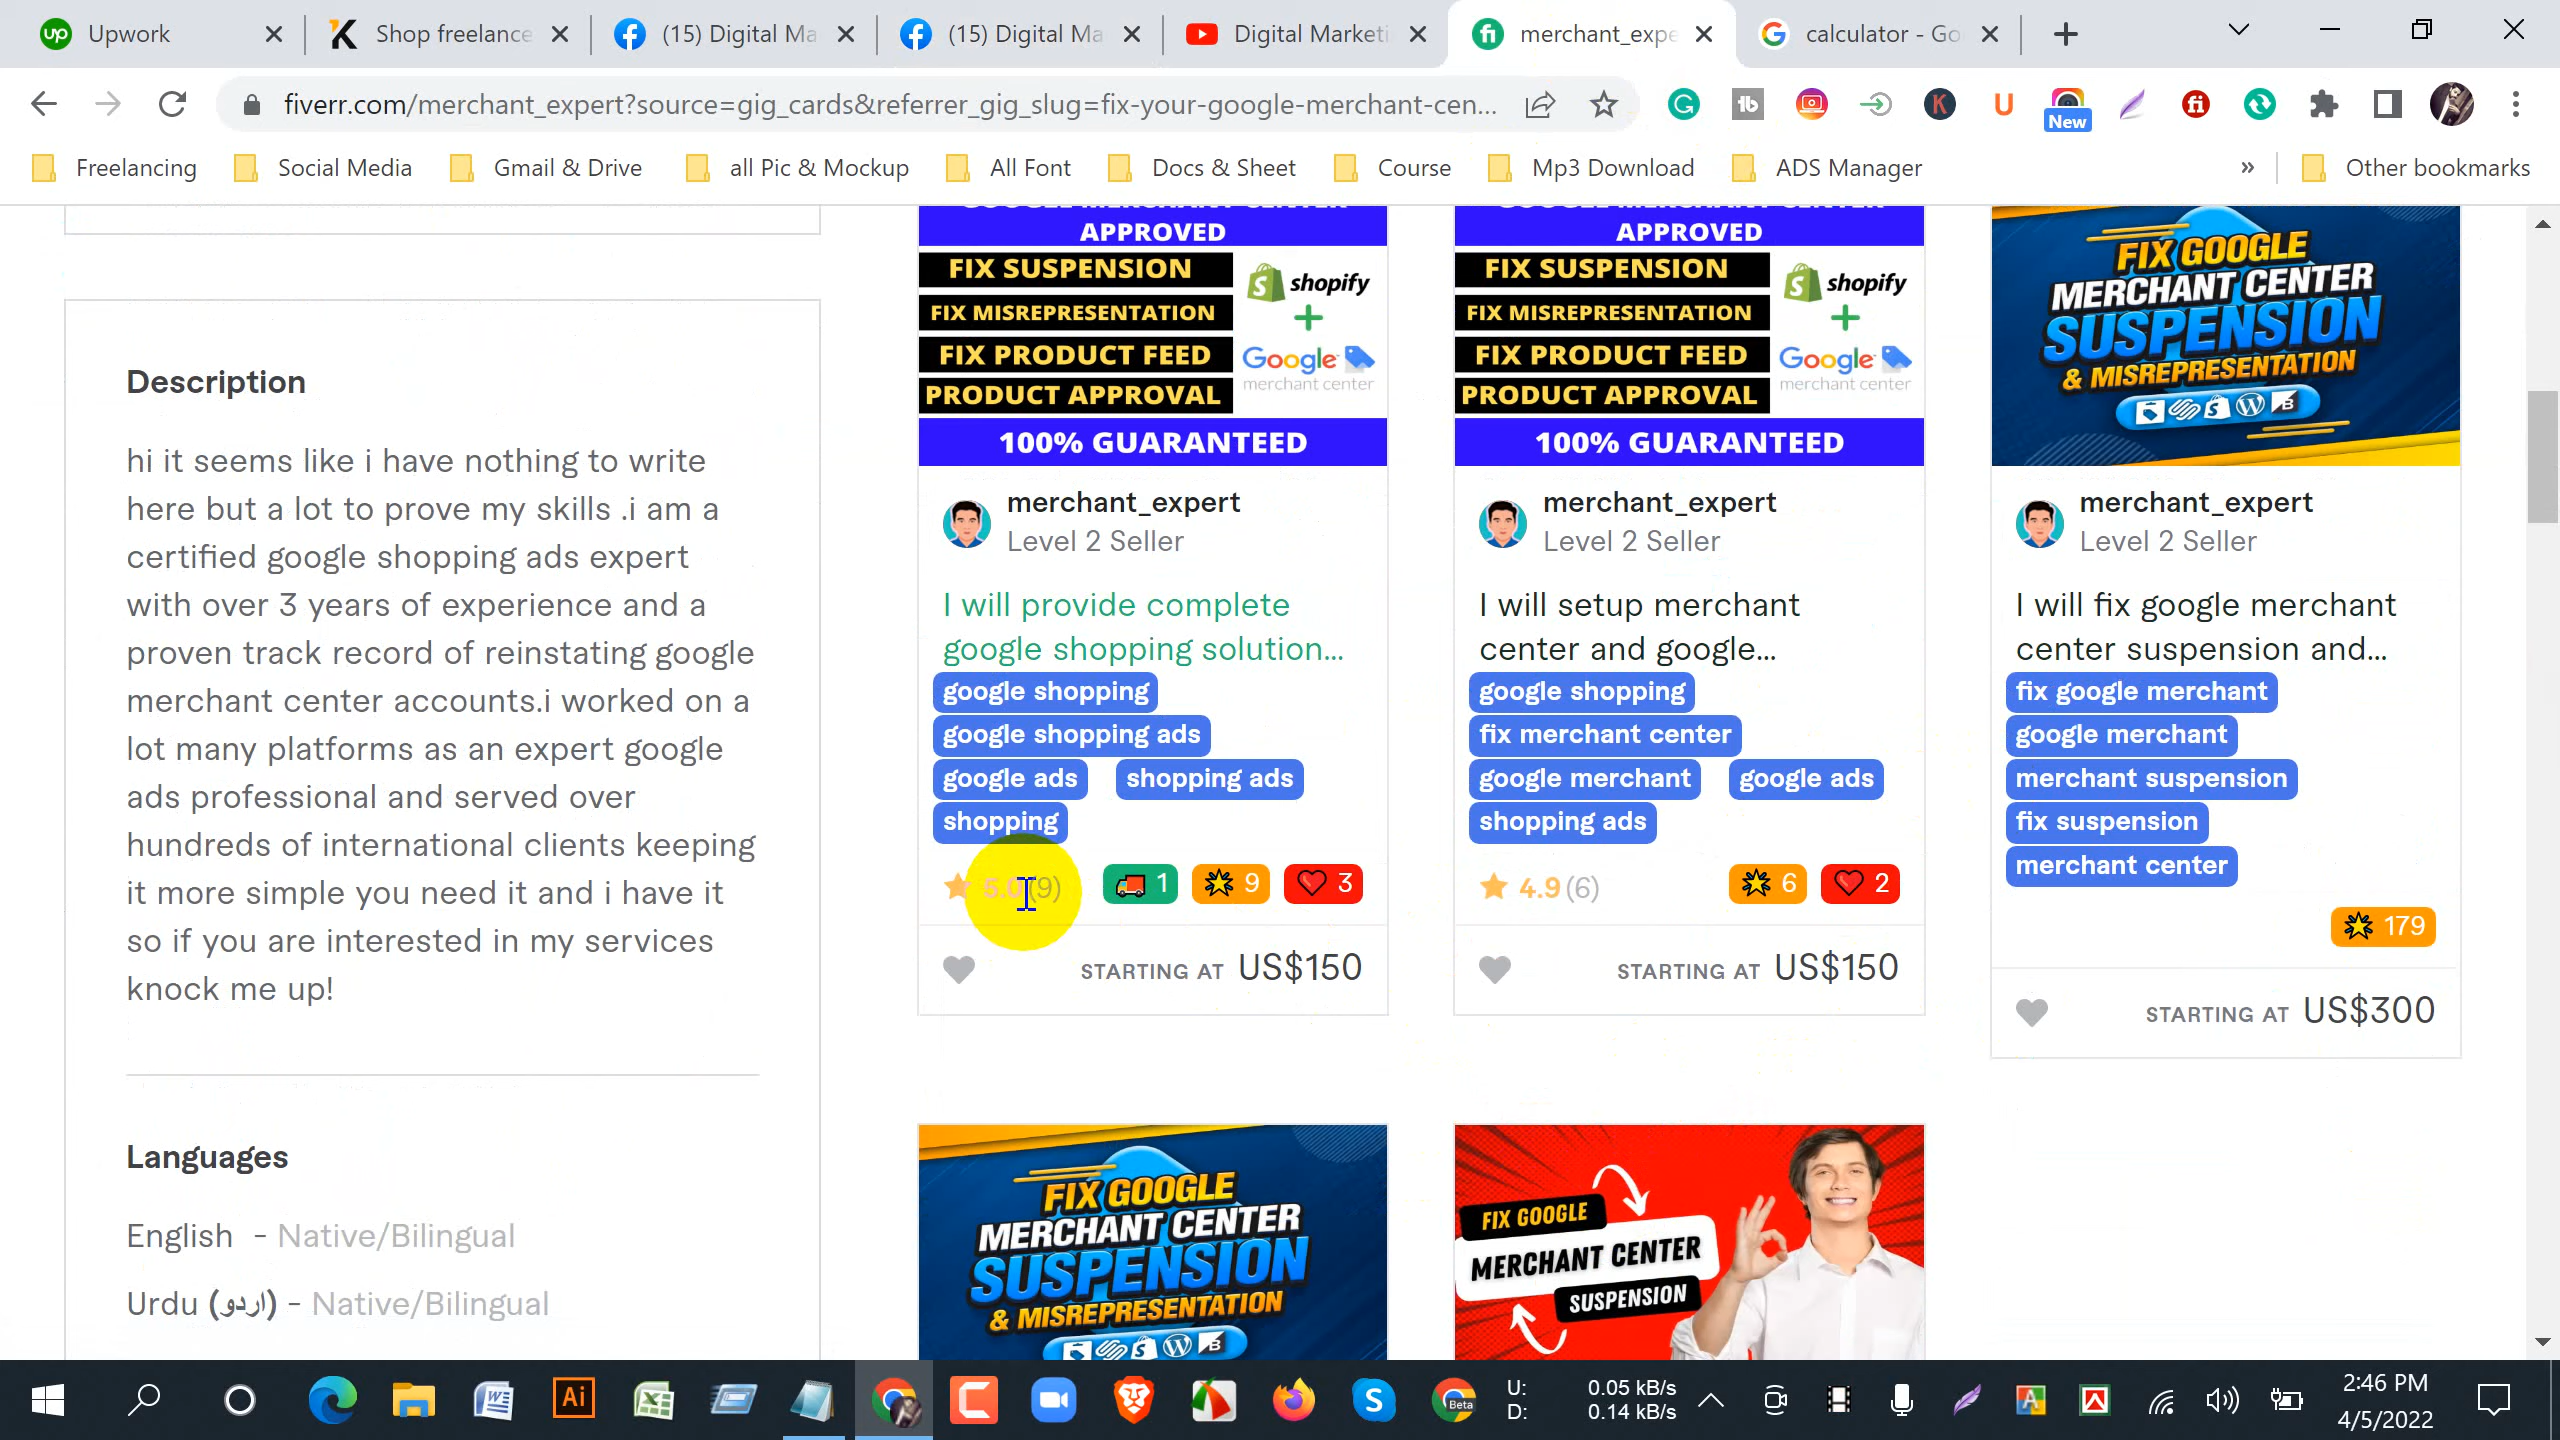 Upwork
Shop freelance
(15) Digital Ma
(15) Digital Ma
Digital Marketi
merchant_expe
calculator - Go
fiverr.com/merchant_expert?source=gig_cards&referrer_gig_slug=fix-your-google-merchant-cen...
New
Freelancing
Social Media
Gmail & Drive
all Pic & Mockup
All Font
Docs & Sheet
Course
Mp3 Download
ADS Manager
»
Other bookmarks
Description
hi it seems like i have nothing to write
here but a lot to prove my skills .i am a
certified google shopping ads expert
with over 3 years of experience and a
proven track record of reinstating google
merchant center accounts.i worked on a
lot many platforms as an expert google
ads professional and served over
hundreds of international clients keeping
it more simple you need it and i have it
so if you are interested in my services
knock me up!
Languages
English - Native/Bilingual
Urdu (اردو) - Native/Bilingual
APPROVED
FIX SUSPENSION
FIX MISREPRESENTATION
FIX PRODUCT FEED
PRODUCT APPROVAL
shopify
+
Google
merchant center
100% GUARANTEED
merchant_expert
Level 2 Seller
I will provide complete
google shopping solution...
google shopping
google shopping ads
google ads
shopping ads
shopping
5.0 (9)
1
9
3
STARTING AT US$150
APPROVED
FIX SUSPENSION
FIX MISREPRESENTATION
FIX PRODUCT FEED
PRODUCT APPROVAL
shopify
+
Google
merchant center
100% GUARANTEED
merchant_expert
Level 2 Seller
I will setup merchant
center and google...
google shopping
fix merchant center
google merchant
google ads
shopping ads
4.9 (6)
6
2
STARTING AT US$150
FIX GOOGLE
MERCHANT CENTER
SUSPENSION
& MISREPRESENTATION
merchant_expert
Level 2 Seller
I will fix google merchant
center suspension and...
fix google merchant
google merchant
merchant suspension
fix suspension
merchant center
179
STARTING AT US$300
FIX GOOGLE
MERCHANT CENTER
SUSPENSION
& MISREPRESENTATION
FIX GOOGLE
MERCHANT CENTER
SUSPENSION
Beta
U: 0.05 kB/s
D: 0.14 kB/s
2:46 PM
4/5/2022